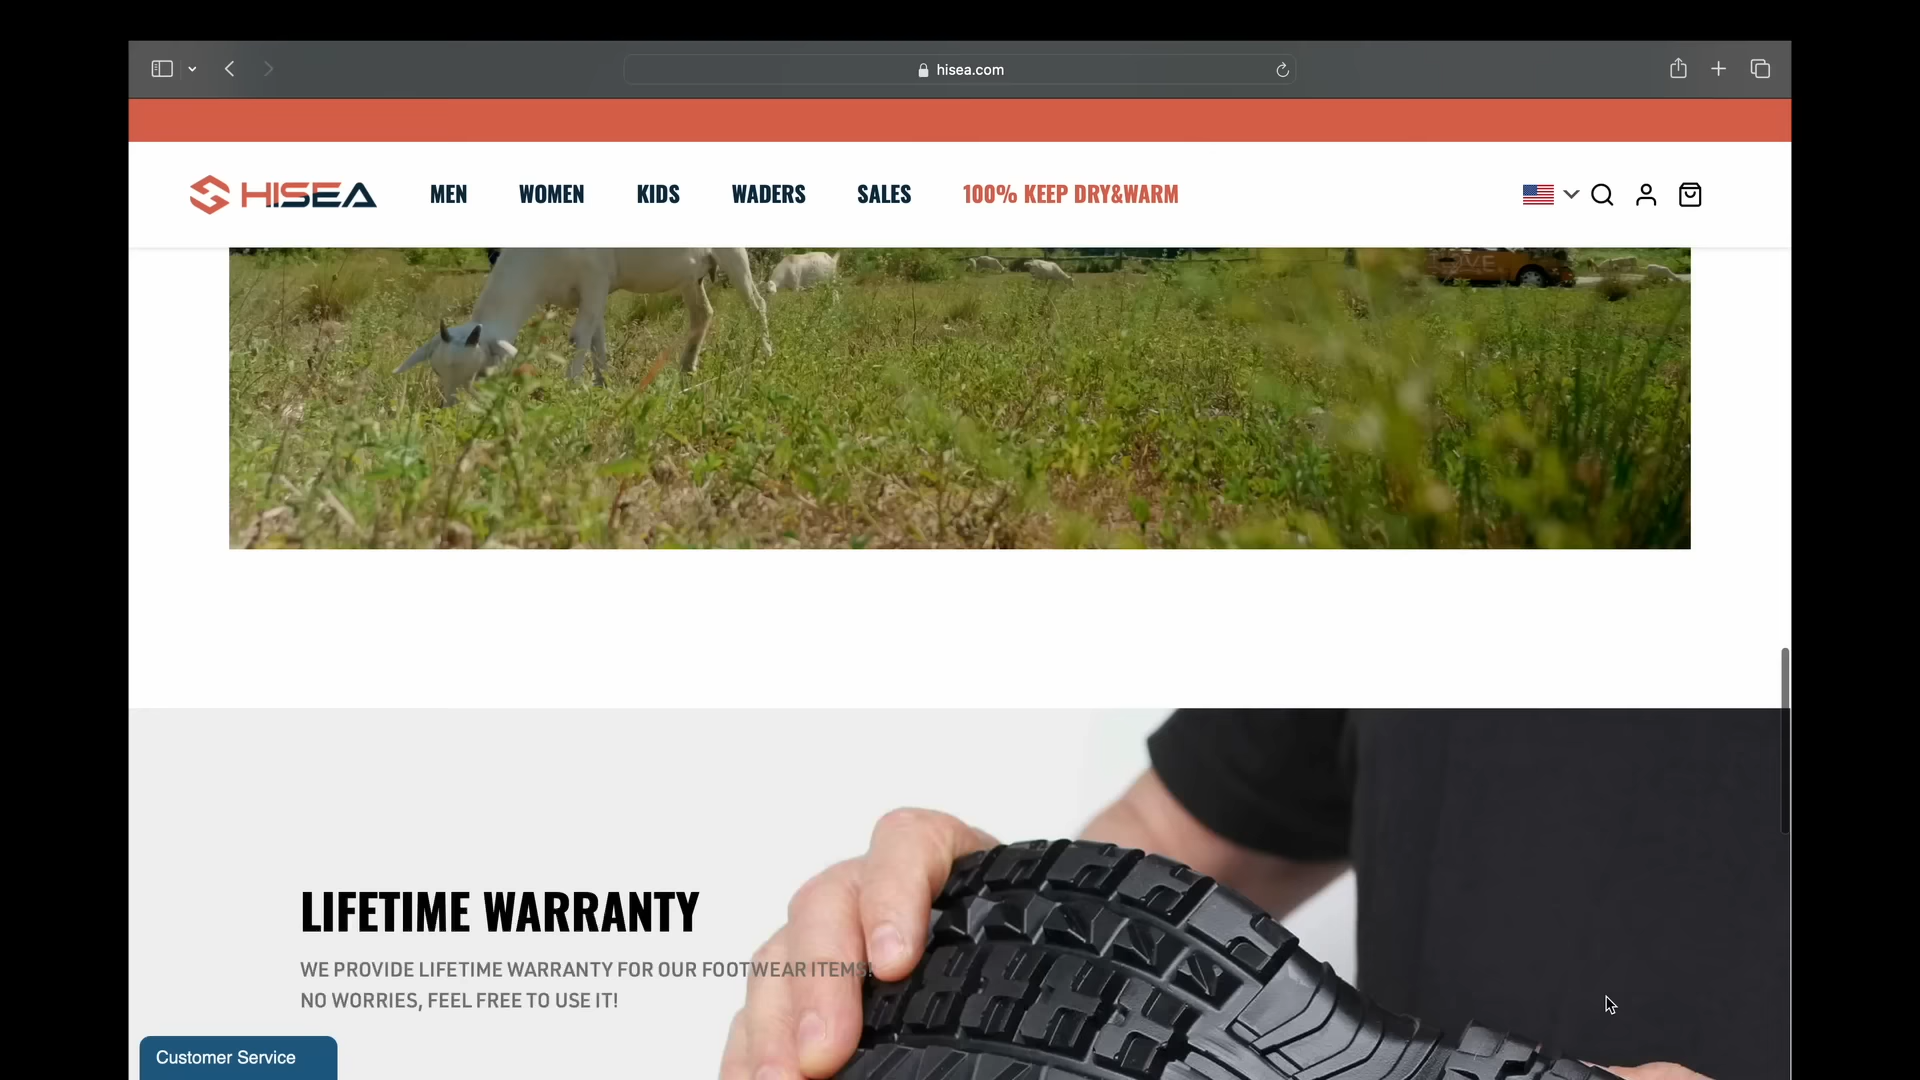 hisea.com
HISEA
MEN
WOMEN
KIDS
WADERS
SALES
100% KEEP DRY&WARM
LOVE
LIFETIME WARRANTY
WE PROVIDE LIFETIME WARRANTY FOR OUR FOOTWEAR ITEMS!
NO WORRIES, FEEL FREE TO USE IT!
Customer Service